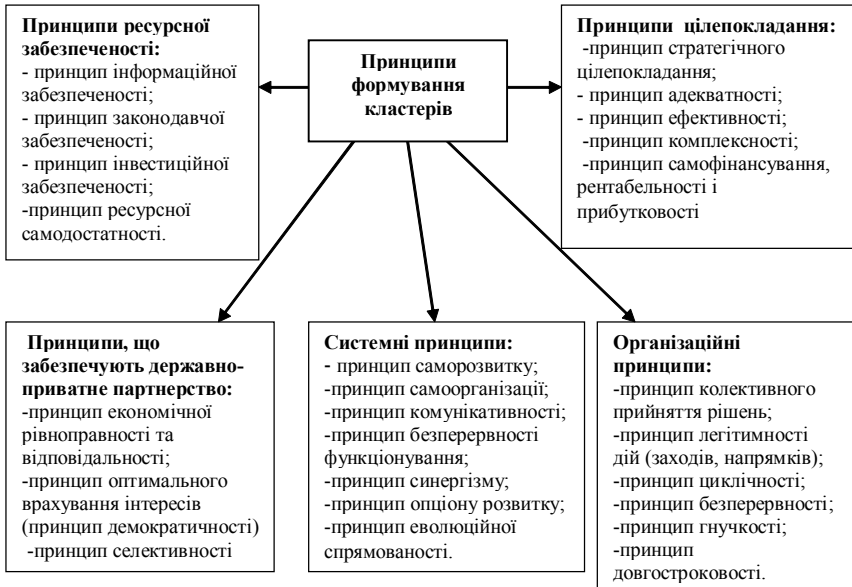 Принципи ресурсної
забезпеченості:
- принцип інформаційної
забезпеченості;
- принцип законодавчої
забезпеченості;
- принцип інвестиційної
забезпеченості;
-принцип ресурсної
самодостатності.
Принципи
формування
кластерів
Принципи цілепокладання:
-принцип стратегічного
цілепокладання;
- принцип адекватності;
- принцип ефективності;
-принцип комплексності;
-принцип самофінансування,
рентабельності і
прибутковості
Принципи, що
забезпечують державно-
приватне партнерство:
-принцип економічної
рівноправності та
відповідальності;
-принцип оптимального
врахування інтересів
(принцип демократичності)
-принцип селективності
Системні принципи:
- принцип саморозвитку;
-принцип самоорганізації;
-принцип комунікативності;
-принцип безперервності
функціонування;
-принцип синергізму;
-принцип опціону розвитку;
-принцип еволюційної
спрямованості.
Організаційні
принципи:
-принцип колективного
прийняття рішень;
-принцип легітимності
дій (заходів, напрямків);
-принцип циклічності;
-принцип безперервності;
-принцип гнучкості;
-принцип
довгостроковості.